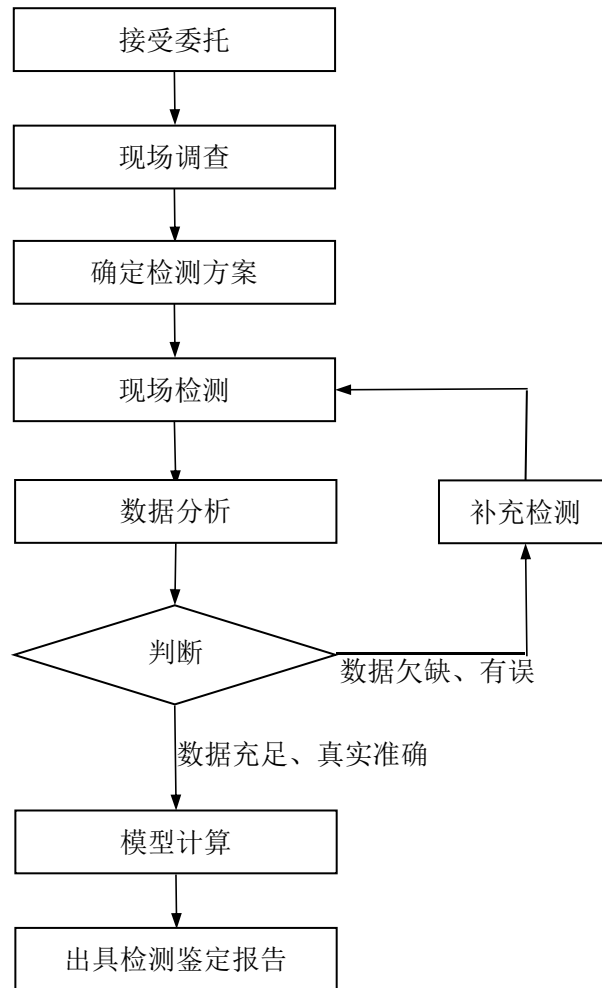 接受委托
现场调查
确定检测方案
现场检测
数据分析
补充检测
判断
数据欠缺、有误
数据充足、真实准确
模型计算
出具检测鉴定报告